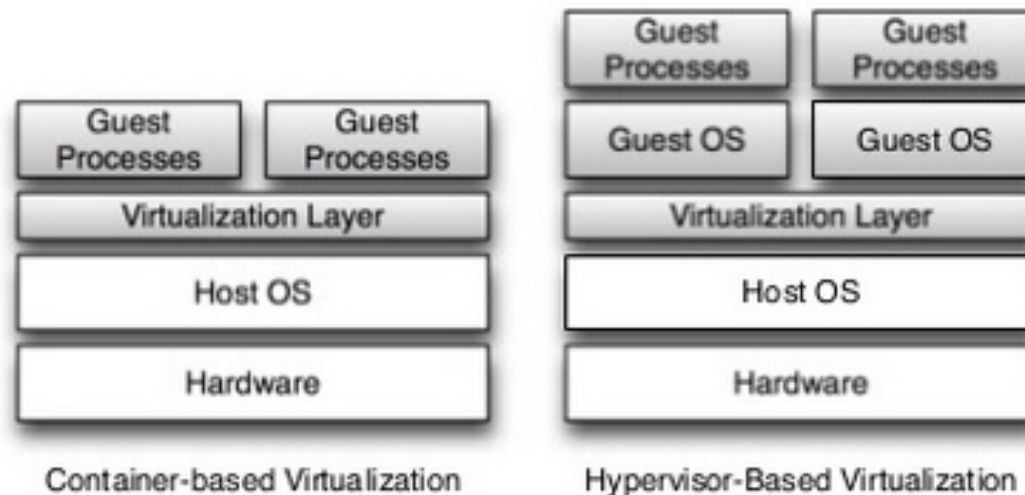 Guest
Processes
Guest
Processes
Virtualization Layer
Host OS
Hardware
Container-based Virtualization
Guest
Processes
Guest
Processes
Guest OS
Guest OS
Virtualization Layer
Host OS
Hardware
Hypervisor-Based Virtualization